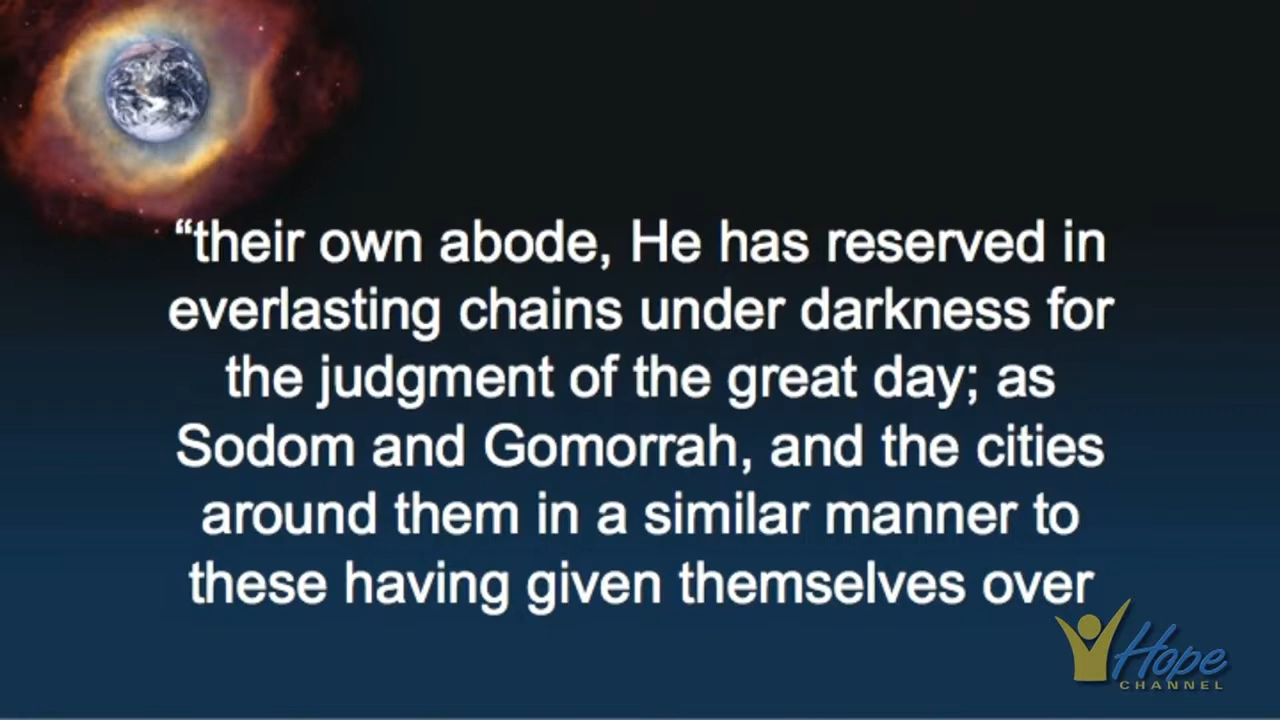 “their own abode, He has reserved in
everlasting chains under darkness for
the judgment of the great day; as
Sodom and Gomorrah, and the cities
around them in a similar manner to
these having given themselves over
Hope
CHANNEL